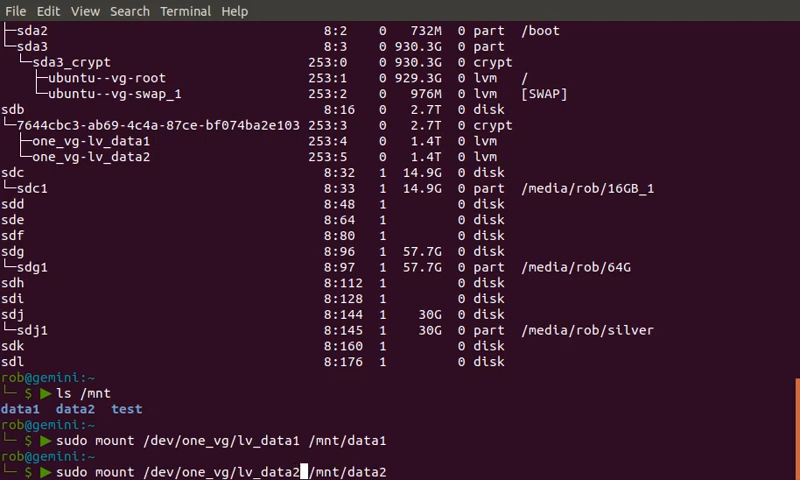 File Edit View Search Terminal Help
├─sda2 8:2 0 732M 0 part /boot
└─sda3 8:3 0 930.3G 0 part
└─sda3_crypt 253:0 0 930.3G 0 crypt
├─ubuntu--vg-root 253:1 0 929.3G 0 lvm /
└─ubuntu--vg-swap_1 253:2 0 976M 0 lvm [SWAP]
sdb 8:16 0 2.7T 0 disk
└─7644cbc3-ab69-4c4a-87ce-bf074ba2e103 253:3 0 2.7T 0 crypt
├─one_vg-lv_data1 253:4 0 1.4T 0 lvm
└─one_vg-lv_data2 253:5 0 1.4T 0 lvm
sdc 8:32 1 14.9G 0 disk
└─sdc1 8:33 1 14.9G 0 part /media/rob/16GB_1
sdd 8:48 1 0 disk
sde 8:64 1 0 disk
sdf 8:80 1 0 disk
sdg 8:96 1 57.7G 0 disk
└─sdg1 8:97 1 57.7G 0 part /media/rob/64G
sdh 8:112 1 0 disk
sdi 8:128 1 0 disk
sdj 8:144 1 30G 0 disk
└─sdj1 8:145 1 30G 0 part /media/rob/silver
sdk 8:160 1 0 disk
sdl 8:176 1 0 disk
rob@gemini:~
└─ $ ▶ ls /mnt
data1 data2 test
rob@gemini:~
└─ $ ▶ sudo mount /dev/one_vg/lv_data1 /mnt/data1
rob@gemini:~
└─ $ ▶ sudo mount /dev/one_vg/lv_data2 /mnt/data2